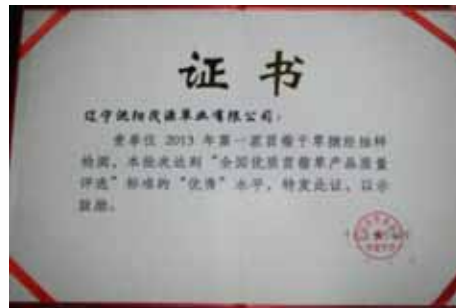 证书
辽宁沈阳茂源草业有限公司：
贵单位 2013 年第一茬苜蓿干草捆经抽样
检测，本批次达到“全国优质苜蓿草产品质量
评选”标准的“优秀”水平，特发此证，以示
鼓励。